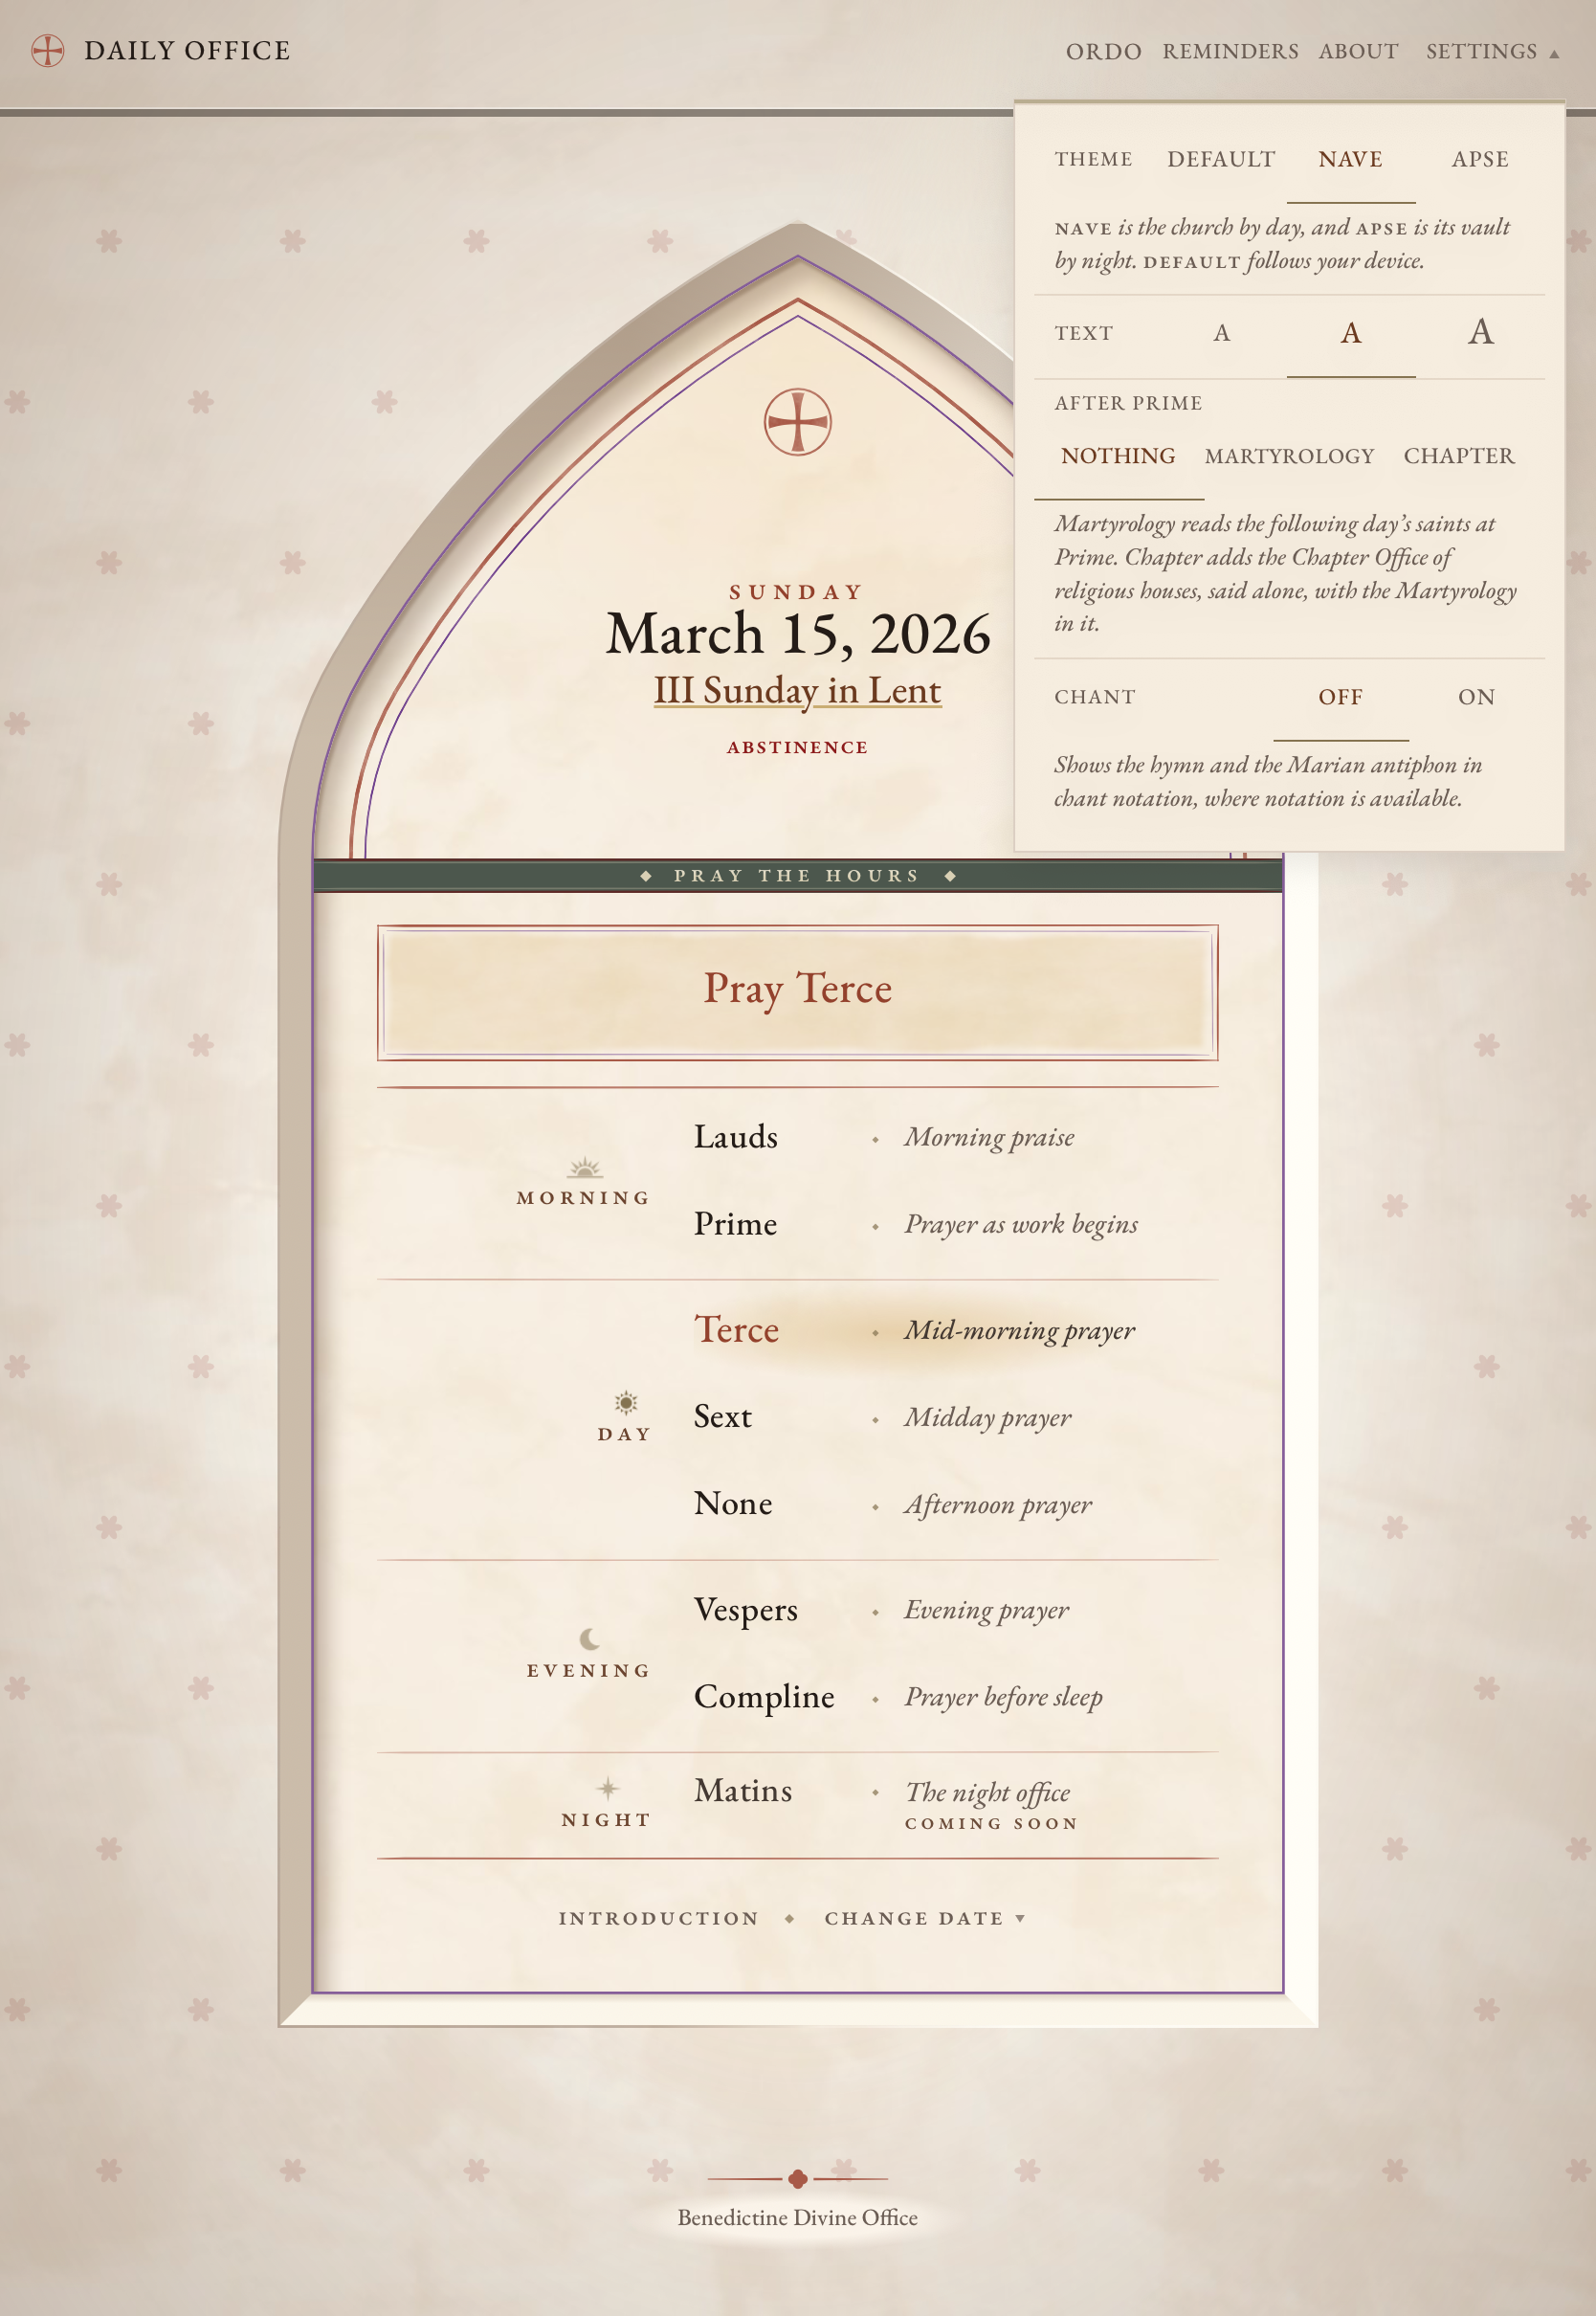 DAILY OFFICE
ORDO REMINDERS ABOUT SETTINGS ▲
THEME DEFAULT NAVE APSE
NAVE is the church by day, and APSE is its vault
by night. DEFAULT follows your device.
TEXT A A A
AFTER PRIME
NOTHING MARTYROLOGY CHAPTER
Martyrology reads the following day’s saints at
Prime. Chapter adds the Chapter Office of
religious houses, said alone, with the Martyrology
in it.
CHANT OFF ON
Shows the hymn and the Marian antiphon in
chant notation, where notation is available.
SUNDAY
March 15, 2026
III Sunday in Lent
ABSTINENCE
◆ PRAY THE HOURS ◆
Pray Terce
MORNING
Lauds ◆ Morning praise
Prime ◆ Prayer as work begins
DAY
Terce ◆ Mid-morning prayer
Sext ◆ Midday prayer
None ◆ Afternoon prayer
EVENING
Vespers ◆ Evening prayer
Compline ◆ Prayer before sleep
NIGHT
Matins ◆ The night office
COMING SOON
INTRODUCTION ◆ CHANGE DATE ▼
Benedictine Divine Office